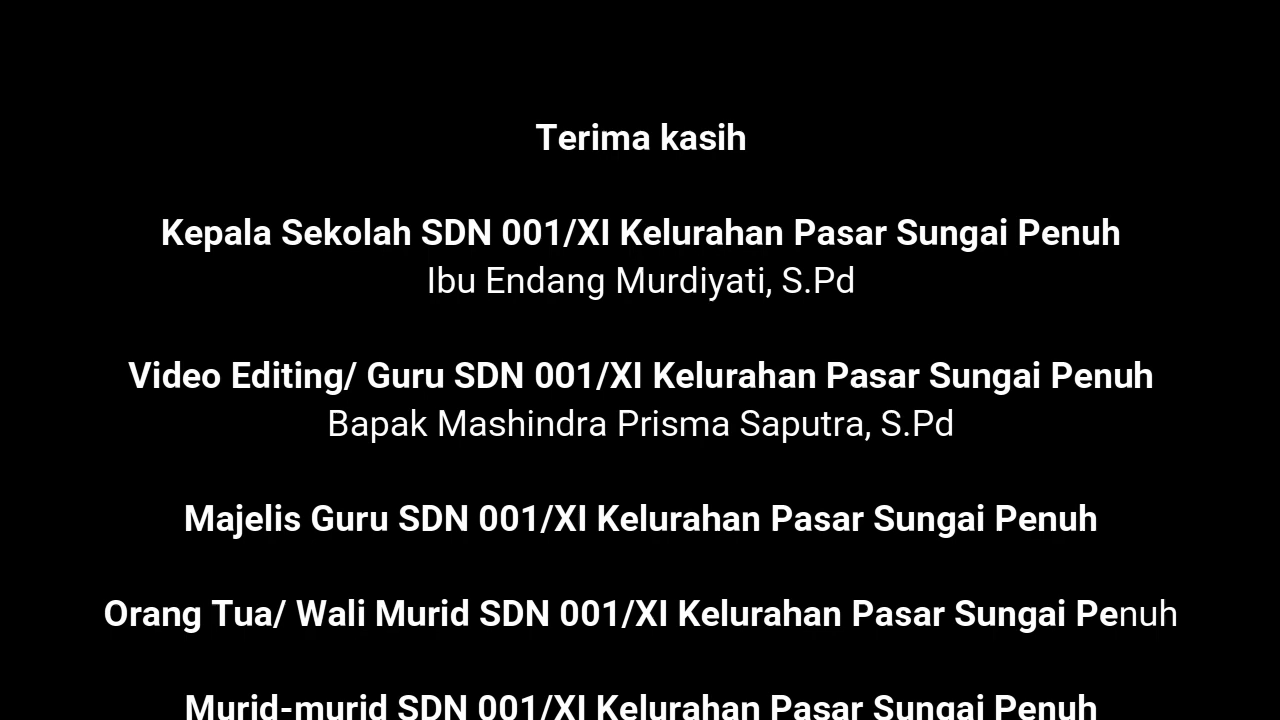 Terima kasih
Kepala Sekolah SDN 001/XI Kelurahan Pasar Sungai Penuh
Ibu Endang Murdiyati, S.Pd
Video Editing/ Guru SDN 001/XI Kelurahan Pasar Sungai Penuh
Bapak Mashindra Prisma Saputra, S.Pd
Majelis Guru SDN 001/XI Kelurahan Pasar Sungai Penuh
Orang Tua/ Wali Murid SDN 001/XI Kelurahan Pasar Sungai Penuh
Murid-murid SDN 001/XI Kelurahan Pasar Sungai Penuh